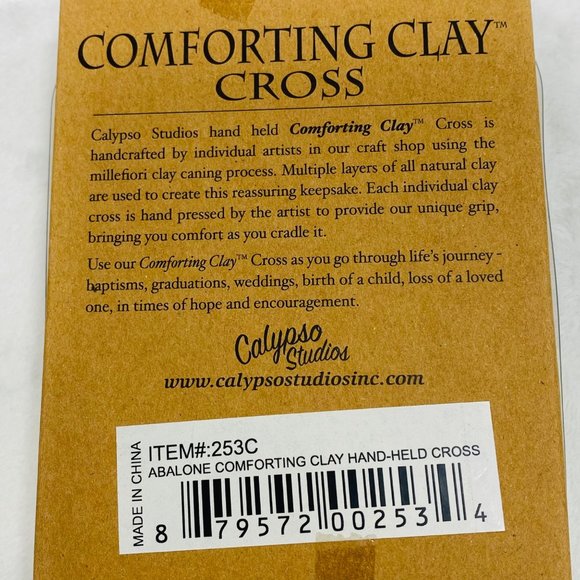 COMFORTING CLAY™
CROSS
Calypso Studios hand held Comforting Clay™ Cross is
handcrafted by individual artists in our craft shop using the
millefiori clay caning process. Multiple layers of all natural clay
are used to create this reassuring keepsake. Each individual clay
cross is hand pressed by the artist to provide our unique grip,
bringing you comfort as you cradle it.
Use our Comforting Clay™ Cross as you go through life's journey -
baptisms, graduations, weddings, birth of a child, loss of a loved
one, in times of hope and encouragement.
Calypso
Studios
www.calypsostudiosinc.com
MADE IN CHINA
ITEM#:253C
ABALONE COMFORTING CLAY HAND-HELD CROSS
8 79572 00253 4